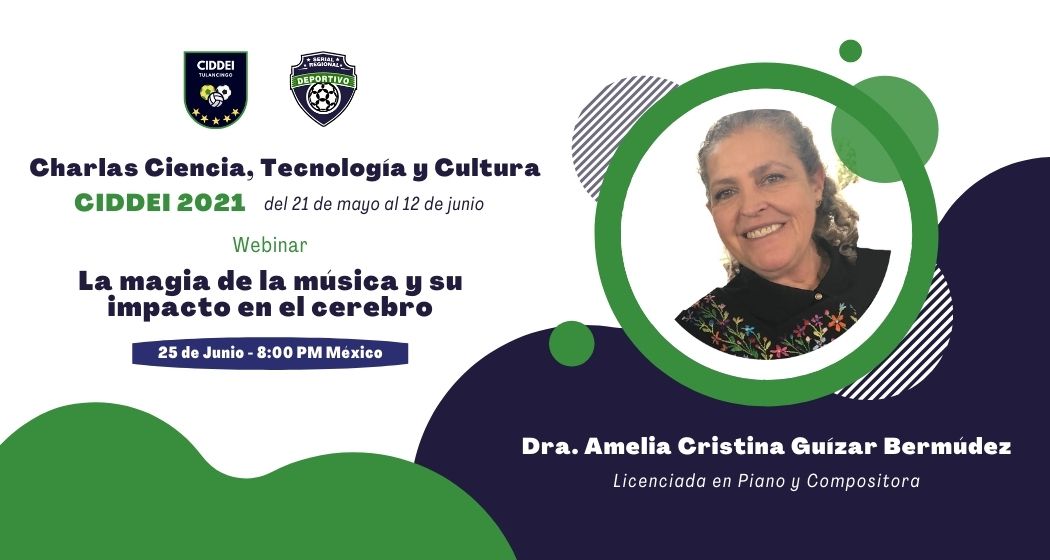 CIDDEI
TULANCINGO
SERIAL
REGIONAL
DEPORTIVO
Charlas Ciencia, Tecnología y Cultura
CIDDEI 2021 del 21 de mayo al 12 de junio
Webinar
La magia de la música y su
impacto en el cerebro
25 de Junio - 8:00 PM México
Dra. Amelia Cristina Guízar Bermúdez
Licenciada en Piano y Compositora